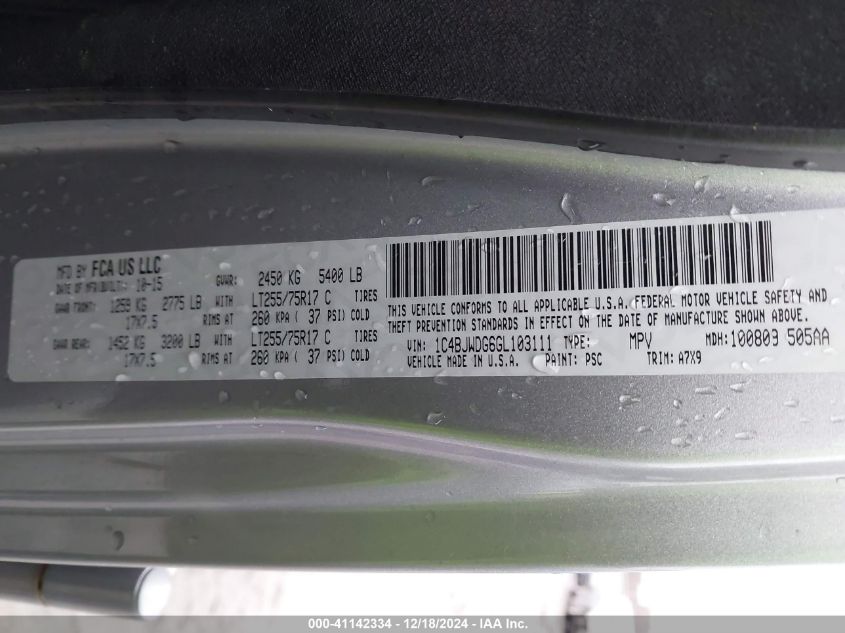 MFD BY FCA US LLC
DATE OF MFR(BUILT): 10-15 GVWR: 2450 KG 5400 LB
GAWR FRONT: 1259 KG 2775 LB WITH LT255/75R17 C TIRES
17X7.5 RIMS AT 260 KPA ( 37 PSI) COLD
GAWR REAR: 1452 KG 3200 LB WITH LT255/75R17 C TIRES
17X7.5 RIMS AT 260 KPA ( 37 PSI) COLD
THIS VEHICLE CONFORMS TO ALL APPLICABLE U.S.A. FEDERAL MOTOR VEHICLE SAFETY AND
THEFT PREVENTION STANDARDS IN EFFECT ON THE DATE OF MANUFACTURE SHOWN ABOVE.
VIN: 1C4BJWDG6GL103111 TYPE: MPV MDH: 100803 505AA
VEHICLE MADE IN U.S.A. PAINT: PSC TRIM: A7X9
000-41142334 - 12/18/2024 - IAA Inc.